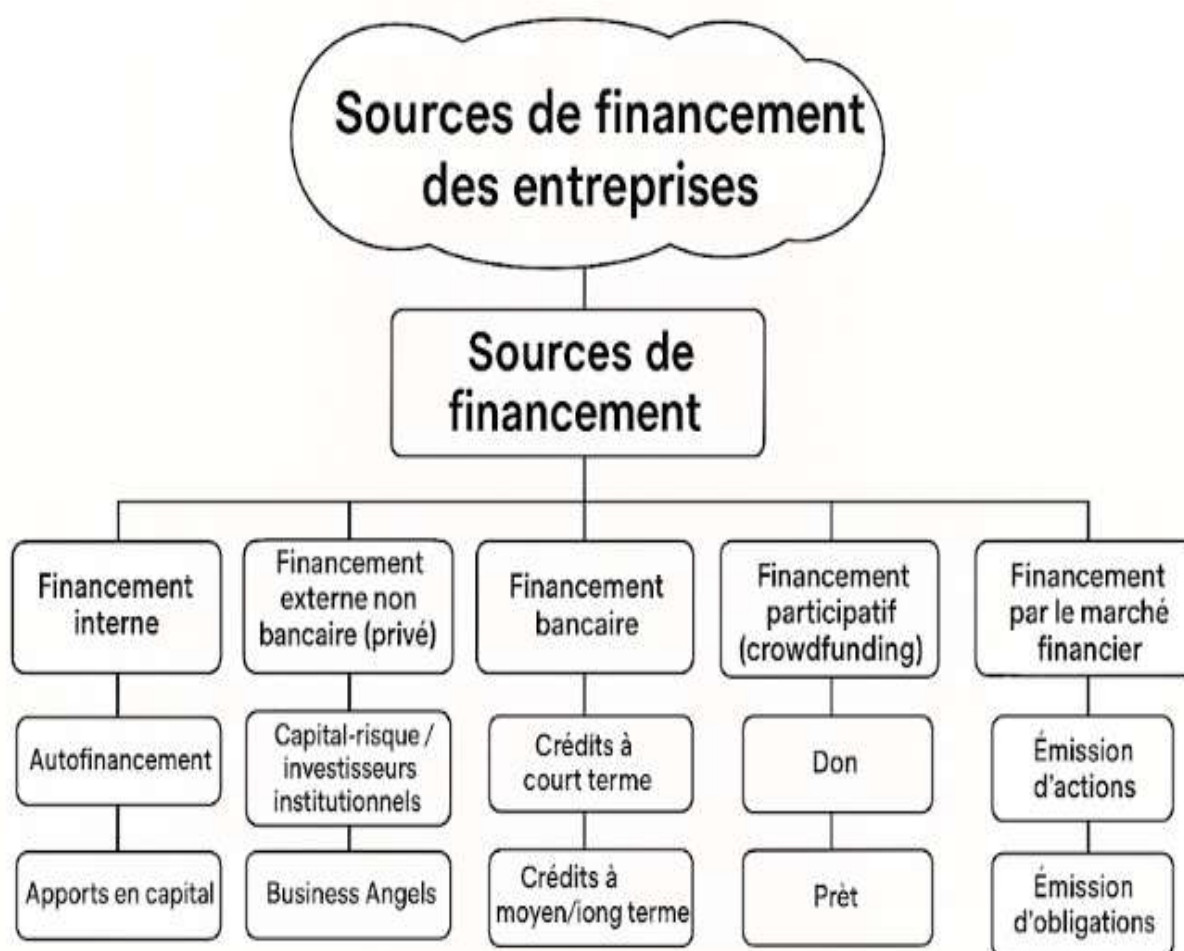 Sources de financement
des entreprises
Sources de
financement
Financement
interne
Financement
externe non
bancaire (privé)
Financement
bancaire
Financement
participatif
(crowdfunding)
Financement
par le marché
financier
Autofinancement
Capital-risque /
investisseurs
institutionnels
Crédits à
court terme
Don
Émission
d'actions
Apports en capital
Business Angels
Crédits à
moyen/iong terme
Prèt
Émission
d'obligations